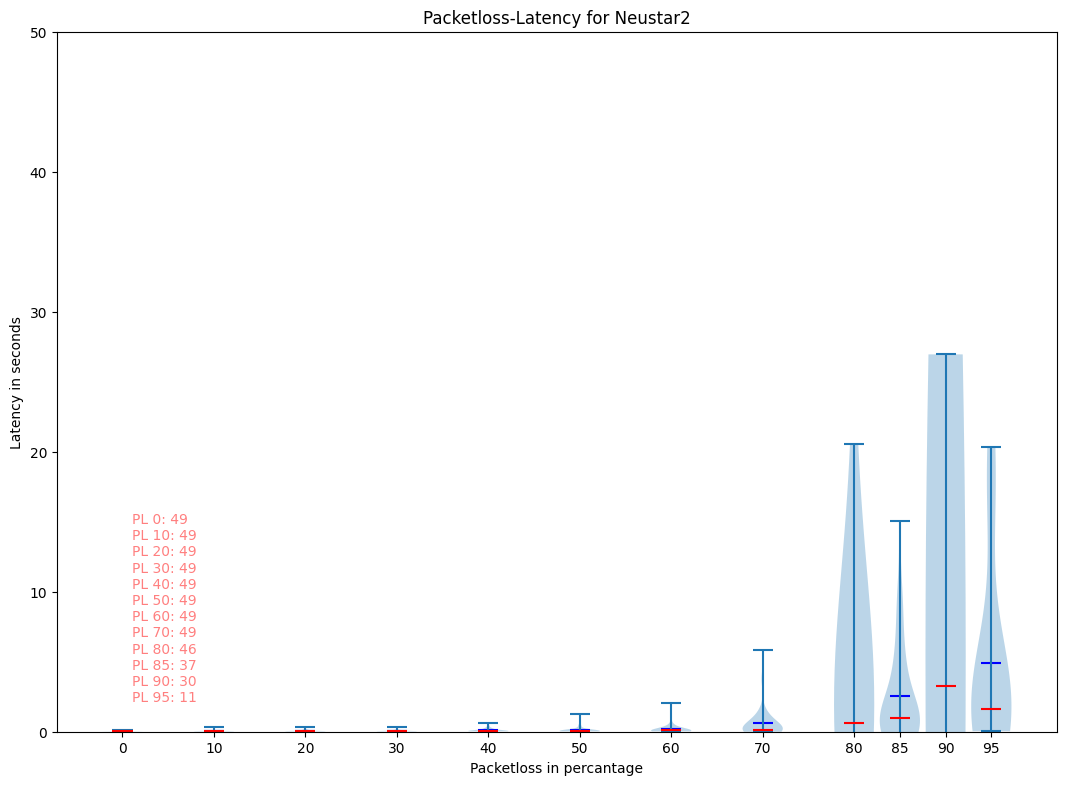 Packetloss-Latency for Neustar2
50
40
30
20
10
0
Latency in seconds
PL 0: 49
PL 10: 49
PL 20: 49
PL 30: 49
PL 40: 49
PL 50: 49
PL 60: 49
PL 70: 49
PL 80: 46
PL 85: 37
PL 90: 30
PL 95: 11
0 10 20 30 40 50 60 70 80 85 90 95
Packetloss in percantage